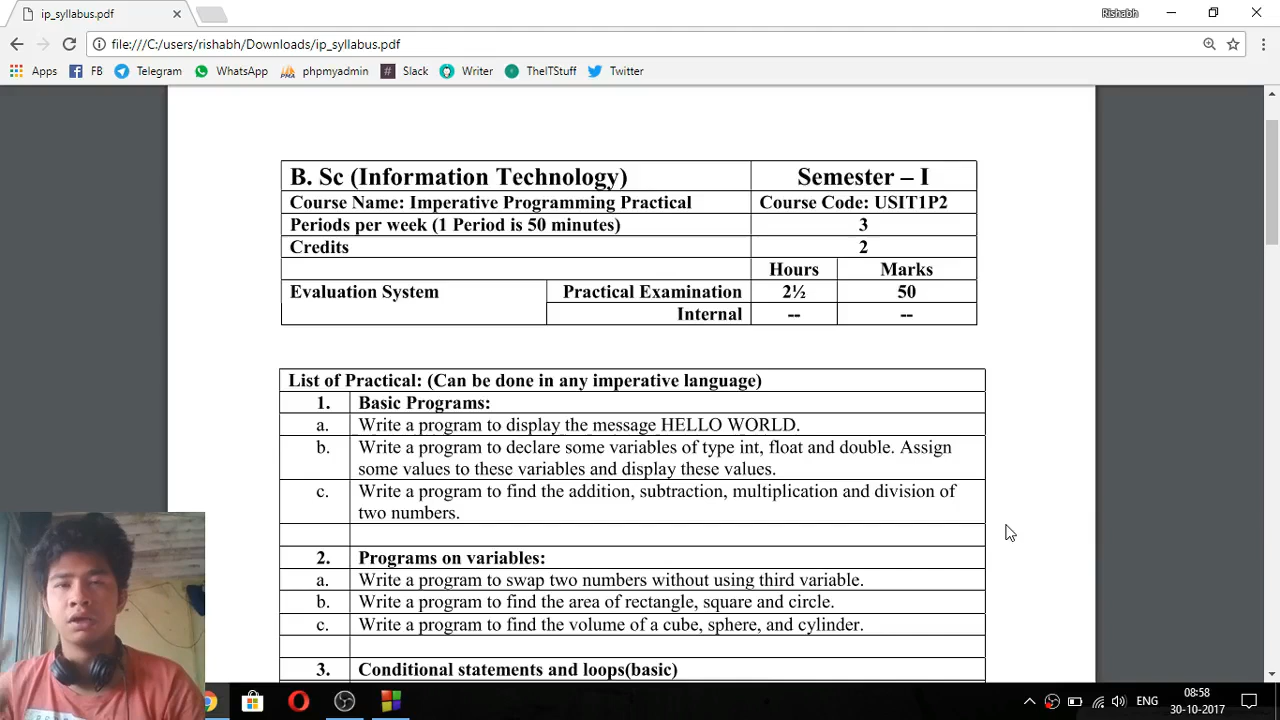 ip_syllabus.pdf
Rishabh
file:///C:/users/rishabh/Downloads/ip_syllabus.pdf
Apps FB Telegram WhatsApp phpmyadmin Slack Writer TheITStuff Twitter
B. Sc (Information Technology) Semester – I
Course Name: Imperative Programming Practical Course Code: USIT1P2
Periods per week (1 Period is 50 minutes) 3
Credits 2
Hours Marks
Evaluation System Practical Examination 2½ 50
Internal -- --
List of Practical: (Can be done in any imperative language)
1. Basic Programs:
a. Write a program to display the message HELLO WORLD.
b. Write a program to declare some variables of type int, float and double. Assign
some values to these variables and display these values.
c. Write a program to find the addition, subtraction, multiplication and division of
two numbers.
2. Programs on variables:
a. Write a program to swap two numbers without using third variable.
b. Write a program to find the area of rectangle, square and circle.
c. Write a program to find the volume of a cube, sphere, and cylinder.
3. Conditional statements and loops(basic)
ENG
08:58
30-10-2017